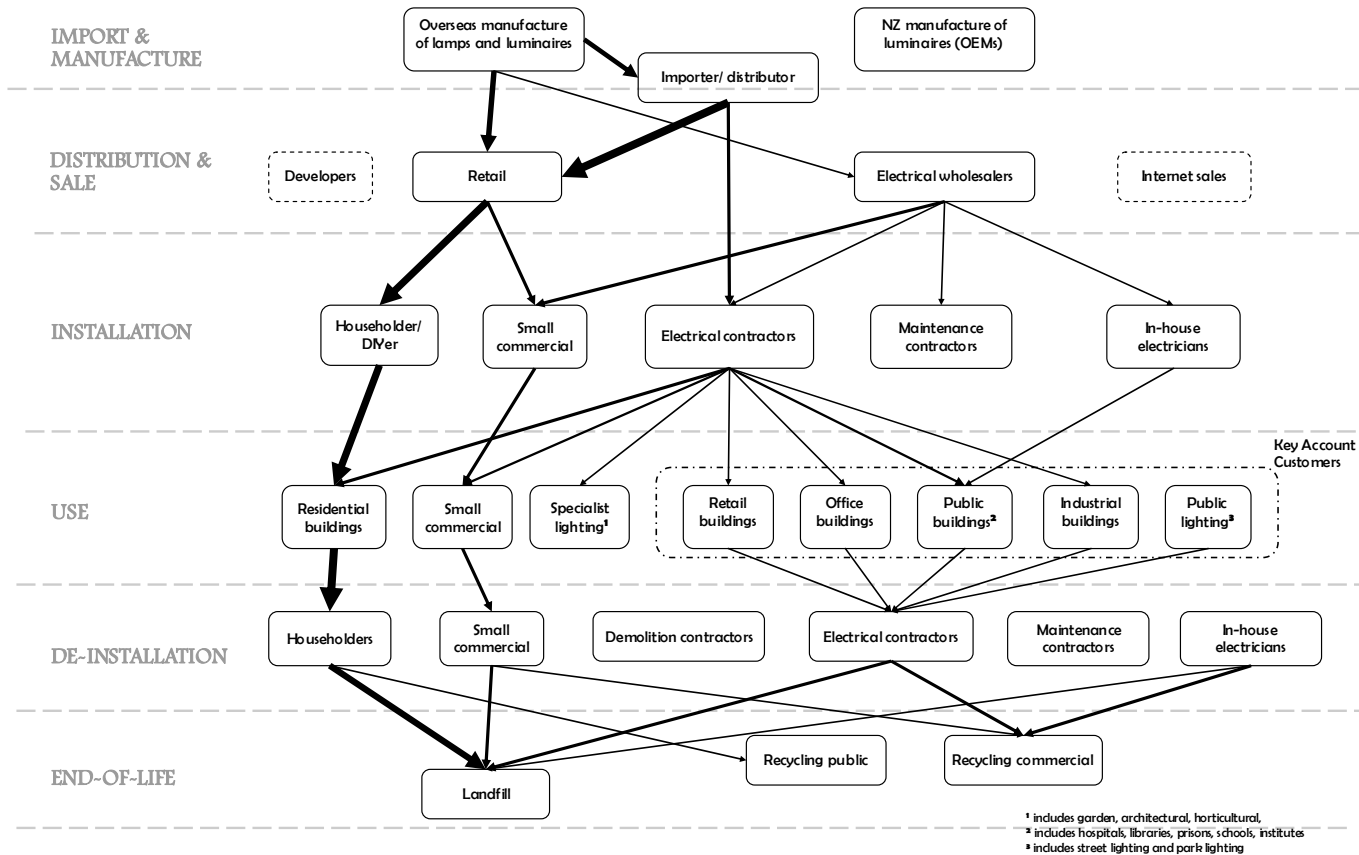 IMPORT &
MANUFACTURE
Overseas manufacture
of lamps and luminaires
Importer/ distributor
NZ manufacture of
luminaires (OEMs)
DISTRIBUTION &
SALE
Developers
Retail
Electrical wholesalers
Internet sales
INSTALLATION
Householder/
DIYer
Small
commercial
Electrical contractors
Maintenance
contractors
In-house
electricians
Key Account
Customers
USE
Residential
buildings
Small
commercial
Specialist
lighting¹
Retail
buildings
Office
buildings
Public
buildings²
Industrial
buildings
Public
lighting³
DE-INSTALLATION
Householders
Small
commercial
Demolition contractors
Electrical contractors
Maintenance
contractors
In-house
electricians
END-OF-LIFE
Landfill
Recycling public
Recycling commercial
¹ includes garden, architectural, horticultural,
² includes hospitals, libraries, prisons, schools, institutes
³ includes street lighting and park lighting